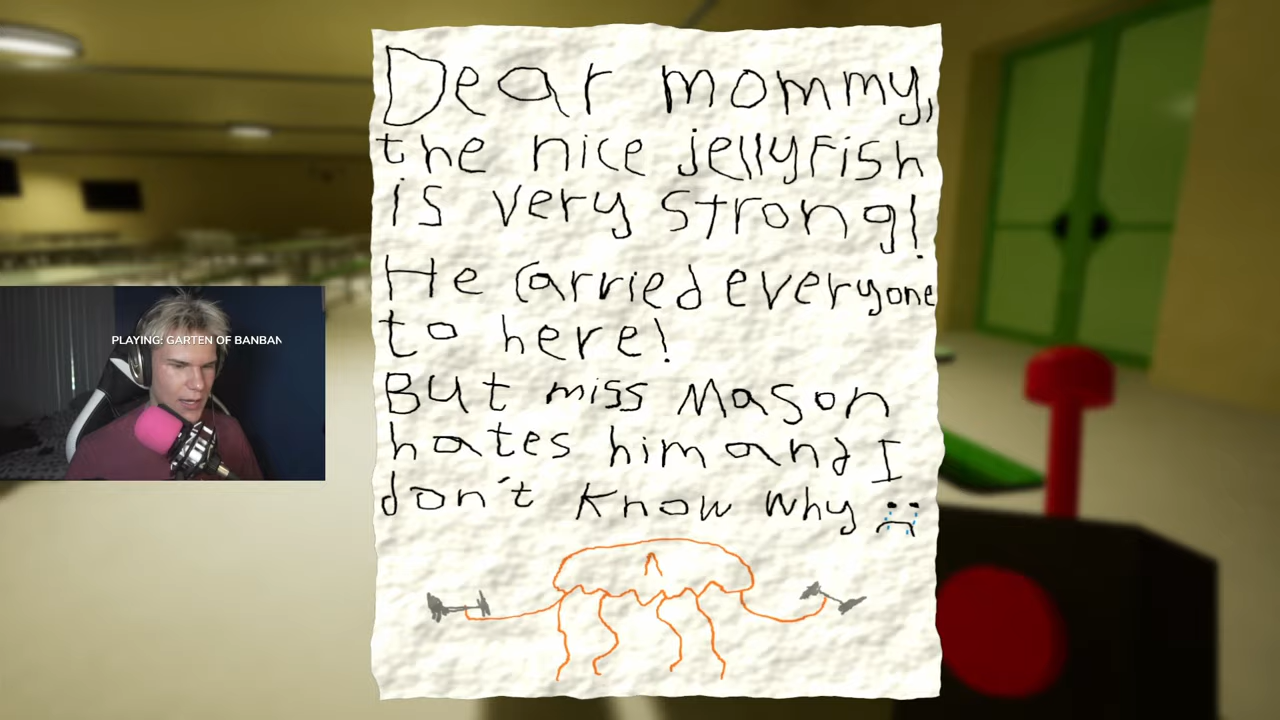 Dear mommy,
the nice jellyfish
is very strong!
He carried everyone
to here!
But miss Mason
hates him and I
don't know why
PLAYING: GARTEN OF BANBAN